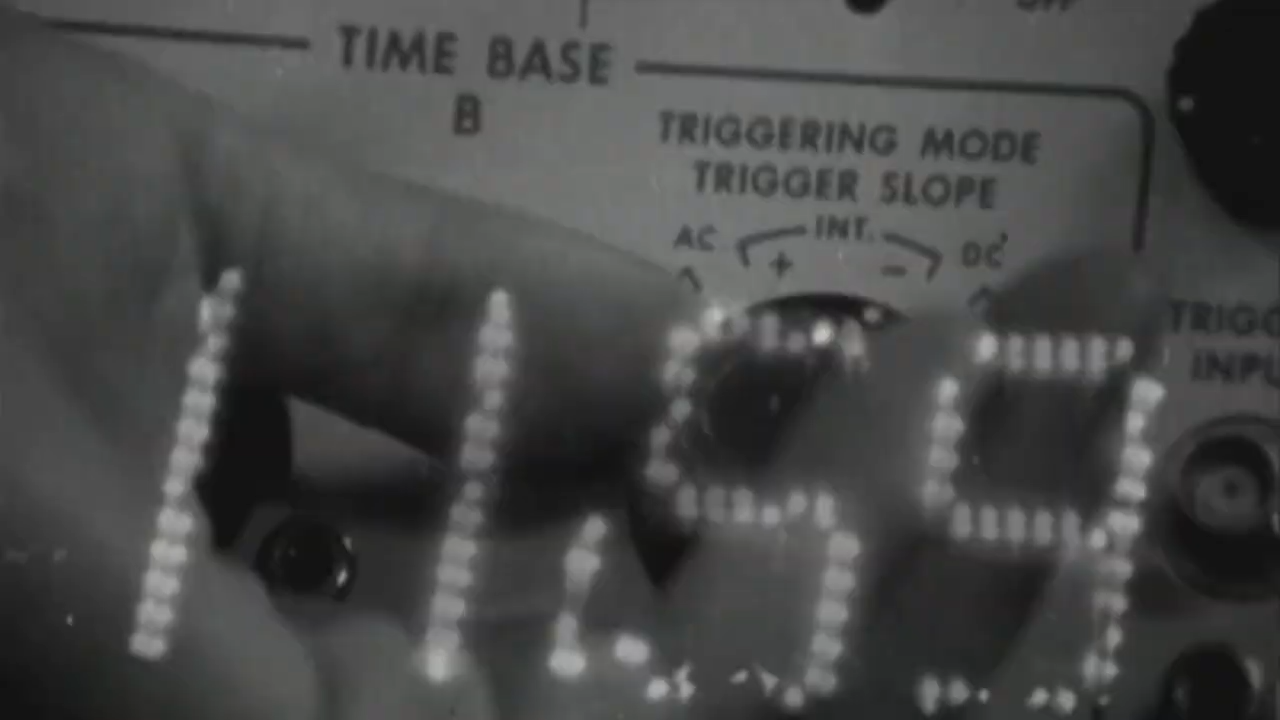 TIME BASE
B
TRIGGERING MODE
TRIGGER SLOPE
AC INT. DC
+ -
TRIGG
INPU